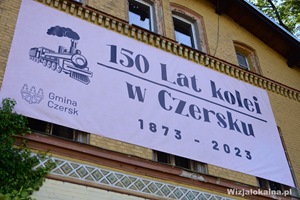 150 Lat kolei
w Czersku
1873 - 2023
Gmina
Czersk
Wizjalokalna.pl